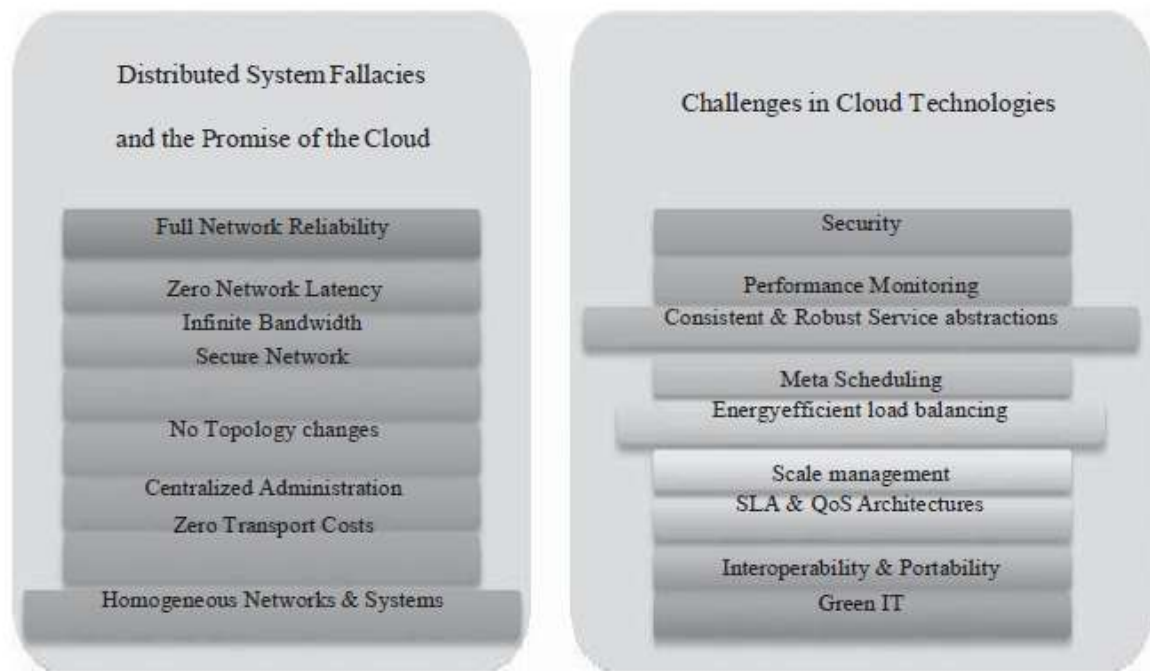 Distributed System Fallacies
and the Promise of the Cloud
Full Network Reliability
Zero Network Latency
Infinite Bandwidth
Secure Network
No Topology changes
Centralized Administration
Zero Transport Costs
Homogeneous Networks & Systems
Challenges in Cloud Technologies
Security
Performance Monitoring
Consistent & Robust Service abstractions
Meta Scheduling
Energyefficient load balancing
Scale management
SLA & QoS Architectures
Interoperability & Portability
Green IT